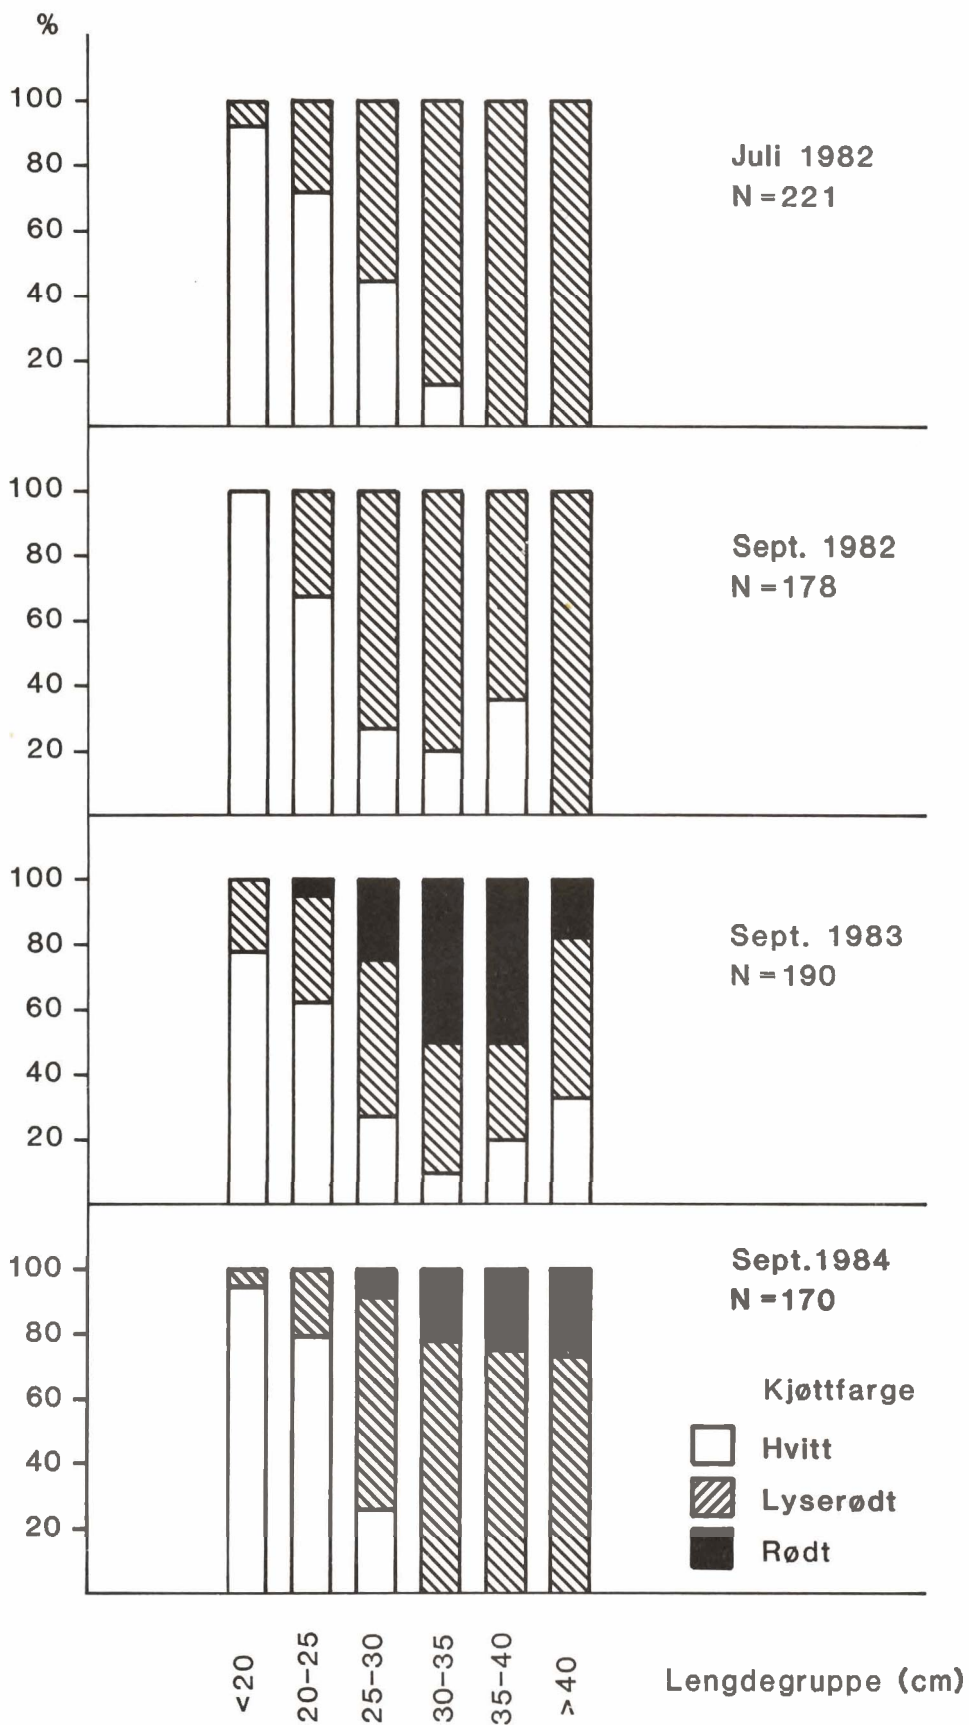 %
100
80
60
40
20
Juli 1982
N=221
100
80
60
40
20
Sept. 1982
N=178
100
80
60
40
20
Sept. 1983
N=190
100
80
60
40
20
Sept.1984
N=170
Kjøttfarge
Hvitt
Lyserødt
Rødt
<20
20-25
25-30
30-35
35-40
>40
Lengdegruppe (cm)